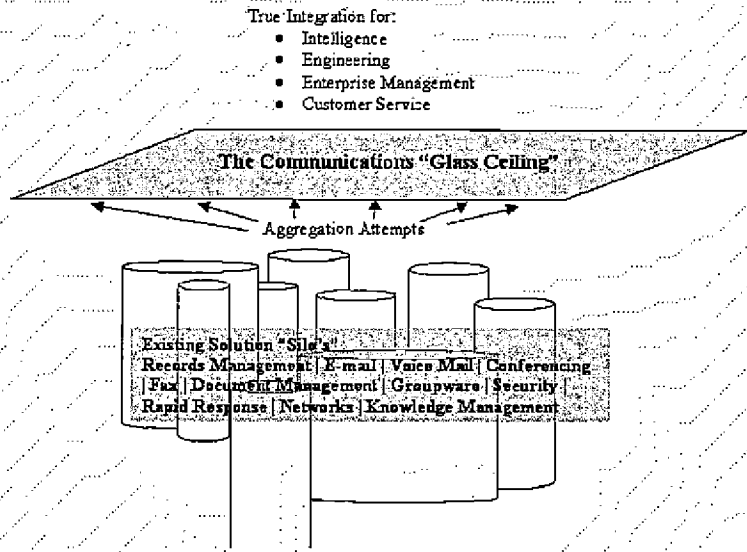 True Integration for:
• Intelligence
• Engineering
• Enterprise Management
• Customer Service
The Communications "Glass Ceiling"
Aggregation Attempts
Existing Solution "Silo's"
Records Management | E-mail | Voice Mail | Conferencing
| Fax | Document Management | Groupware | Security |
Rapid Response | Networks | Knowledge Management